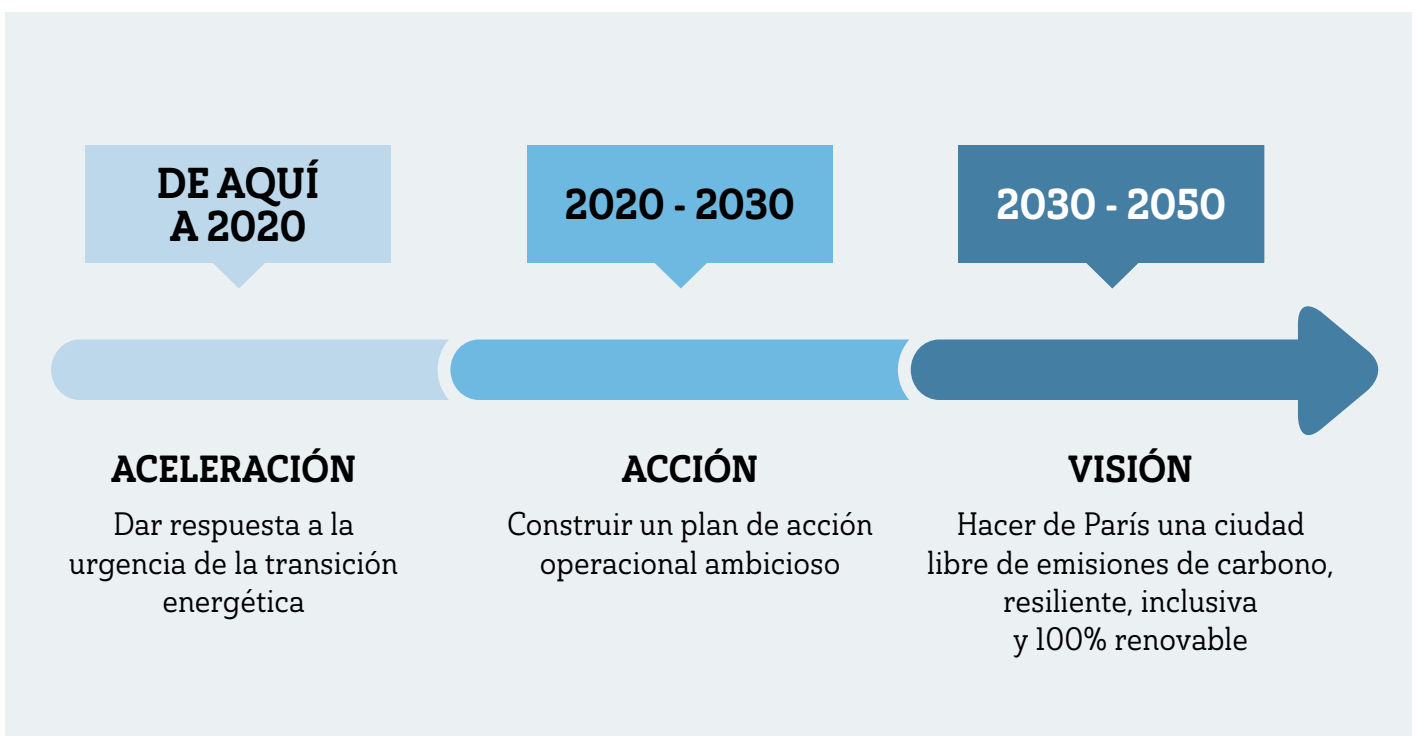 DE AQUÍ
A 2020
2020 - 2030
2030 - 2050
ACELERACIÓN
Dar respuesta a la
urgencia de la transición
energética
ACCIÓN
Construir un plan de acción
operacional ambicioso
VISIÓN
Hacer de París una ciudad
libre de emisiones de carbono,
resiliente, inclusiva
y 100% renovable